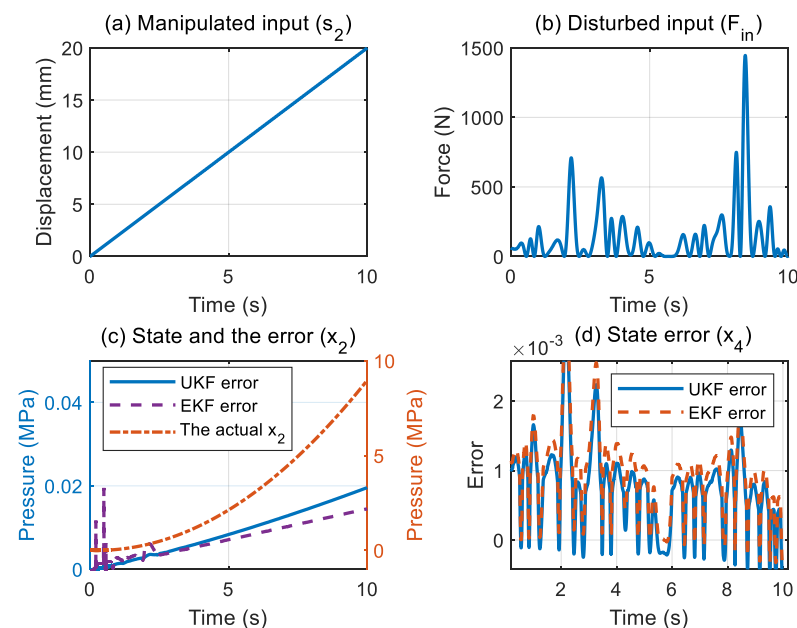 (a) Manipulated input (s₂)
Displacement (mm)
20
15
10
5
0
0 5 10
Time (s)
(b) Disturbed input (F_in)
Force (N)
1500
1000
500
0
0 5 10
Time (s)
(c) State and the error (x₂)
Pressure (MPa)
0.04
0.02
0
UKF error
EKF error
The actual x₂
10
5
0
Pressure (MPa)
0 5 10
Time (s)
(d) State error (x₄)
×10⁻³
Error
2
1
0
UKF error
EKF error
2 4 6 8 10
Time (s)